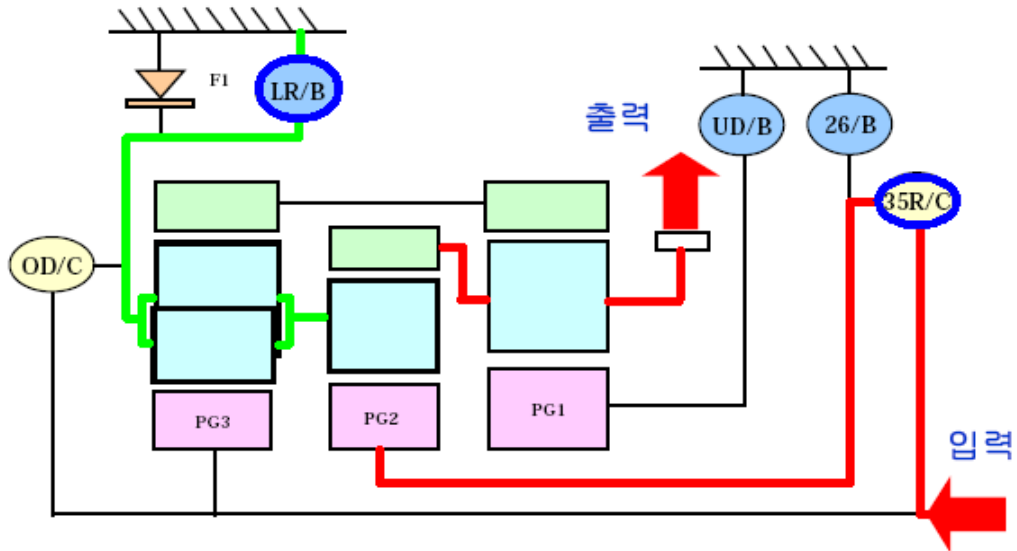 F1
LR/B
출력
UD/B
26/B
35R/C
OD/C
PG3
PG2
PG1
입력